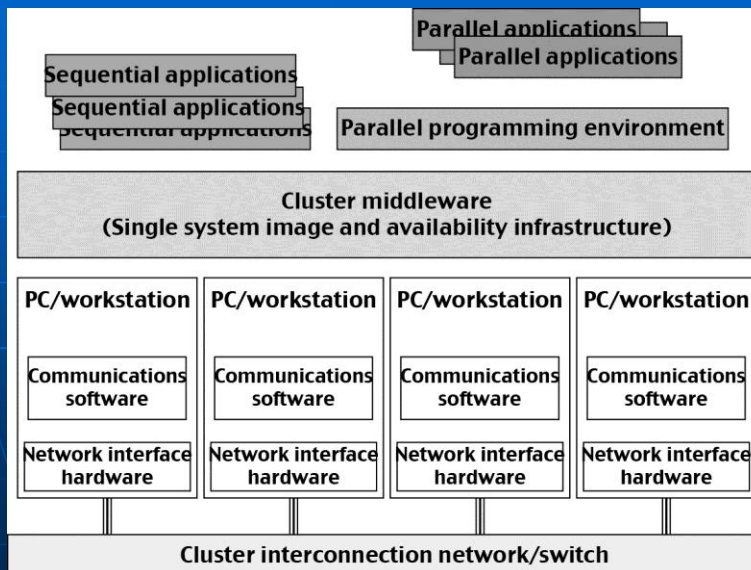 Parallel applications
Parallel applications
Sequential applications
Sequential applications
Sequential applications
Parallel programming environment
Cluster middleware
(Single system image and availability infrastructure)
PC/workstation
PC/workstation
PC/workstation
PC/workstation
Communications
software
Communications
software
Communications
software
Communications
software
Network interface
hardware
Network interface
hardware
Network interface
hardware
Network interface
hardware
Cluster interconnection network/switch